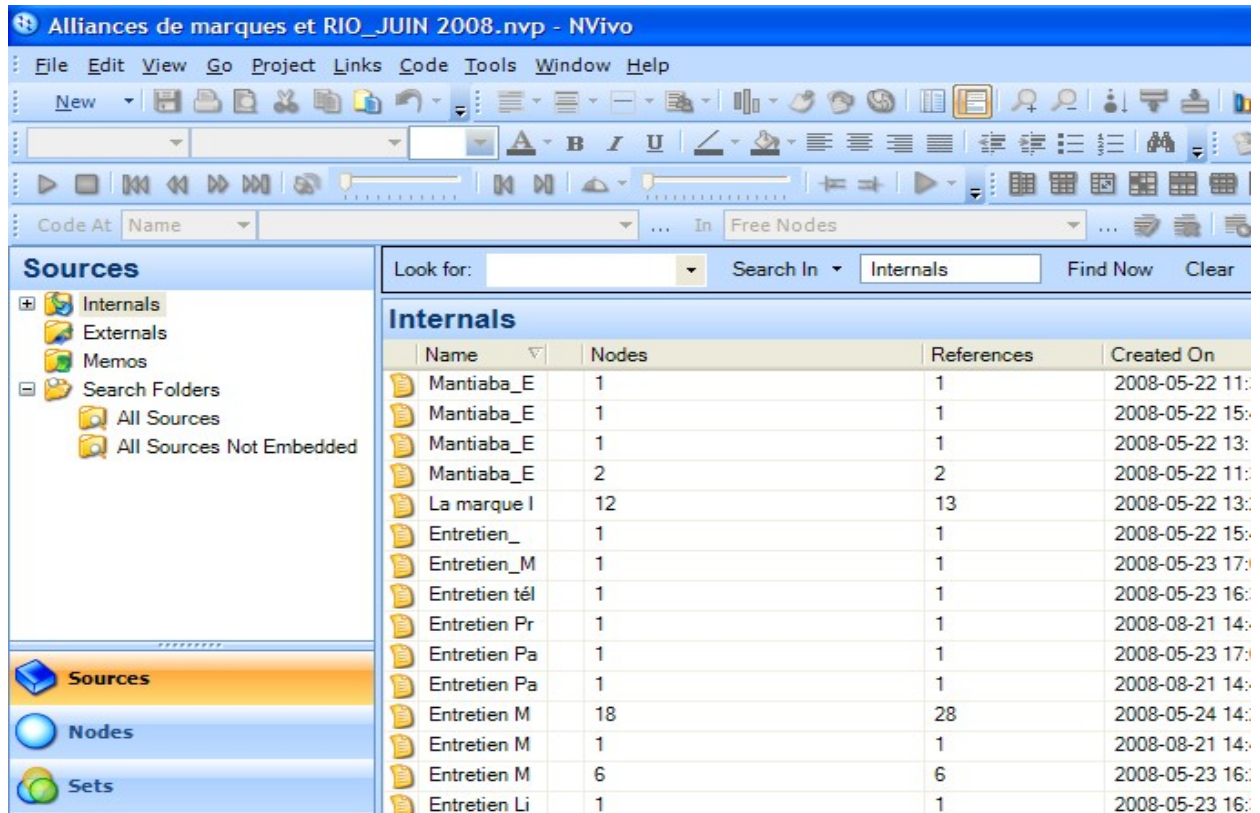 Alliances de marques et RIO_JUIN 2008.nvp - NVivo
File Edit View Go Project Links Code Tools Window Help
New
A B I U
Code At Name ... In Free Nodes ...
Sources
Internals
Externals
Memos
Search Folders
All Sources
All Sources Not Embedded
Sources
Nodes
Sets
Look for: Search In Internals Find Now Clear
Internals
Name Nodes References Created On
Mantiaba_E 1 1 2008-05-22 11:
Mantiaba_E 1 1 2008-05-22 15:
Mantiaba_E 1 1 2008-05-22 13:
Mantiaba_E 2 2 2008-05-22 11:
La marque l 12 13 2008-05-22 13:
Entretien_ 1 1 2008-05-22 15:
Entretien_M 1 1 2008-05-23 17:
Entretien tél 1 1 2008-05-23 16:
Entretien Pr 1 1 2008-08-21 14:
Entretien Pa 1 1 2008-05-23 17:
Entretien Pa 1 1 2008-08-21 14:
Entretien M 18 28 2008-05-24 14:
Entretien M 1 1 2008-08-21 14:
Entretien M 6 6 2008-05-23 16:
Entretien Li 1 1 2008-05-23 16: